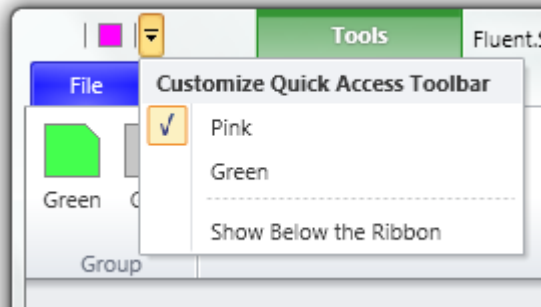 Tools
Fluent.S
File
Customize Quick Access Toolbar
Pink
Green
Show Below the Ribbon
Green
Group